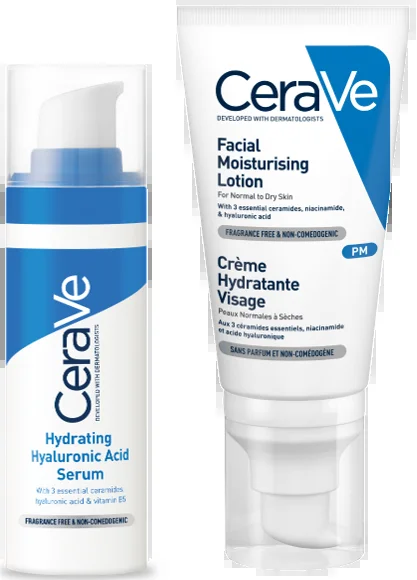 CeraVe
DEVELOPED WITH DERMATOLOGISTS
Hydrating
Hyaluronic Acid
Serum
With 3 essential ceramides
hyaluronic acid & vitamin B5
FRAGRANCE FREE & NON-COMEDOGENIC
CeraVe
DEVELOPED WITH DERMATOLOGISTS
Facial
Moisturising
Lotion
For Normal to Dry Skin
With 3 essential ceramides, niacinamide,
& hyaluronic acid
FRAGRANCE FREE & NON-COMEDOGENIC
PM
Crème
Hydratante
Visage
Peaux Normales à Sèches
Aux 3 céramides essentiels, niacinamide
et acide hyaluronique
SANS PARFUM ET NON-COMÉDOGÈNE